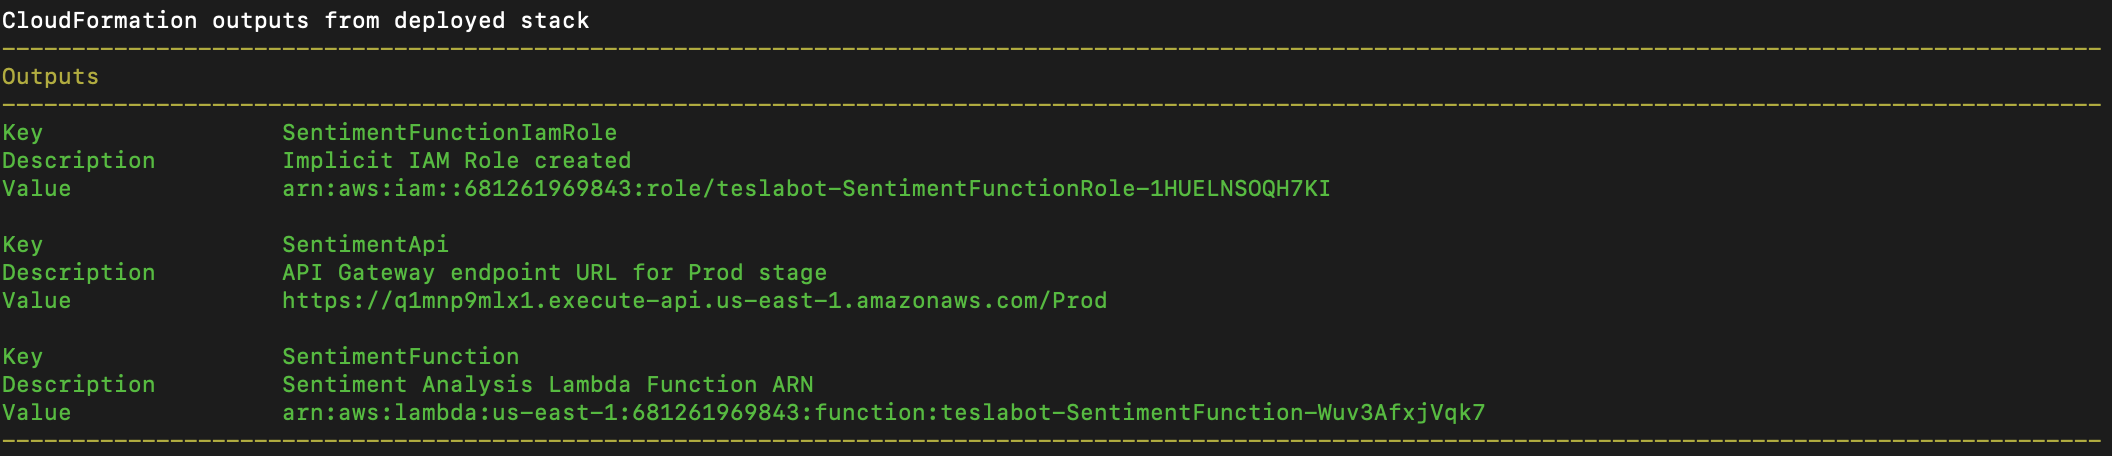 CloudFormation outputs from deployed stack
Outputs
Key SentimentFunctionIamRole
Description Implicit IAM Role created
Value arn:aws:iam::681261969843:role/teslabot-SentimentFunctionRole-1HUELNSOQH7KI
Key SentimentApi
Description API Gateway endpoint URL for Prod stage
Value https://q1mnp9mlx1.execute-api.us-east-1.amazonaws.com/Prod
Key SentimentFunction
Description Sentiment Analysis Lambda Function ARN
Value arn:aws:lambda:us-east-1:681261969843:function:teslabot-SentimentFunction-Wuv3AfxjVqk7